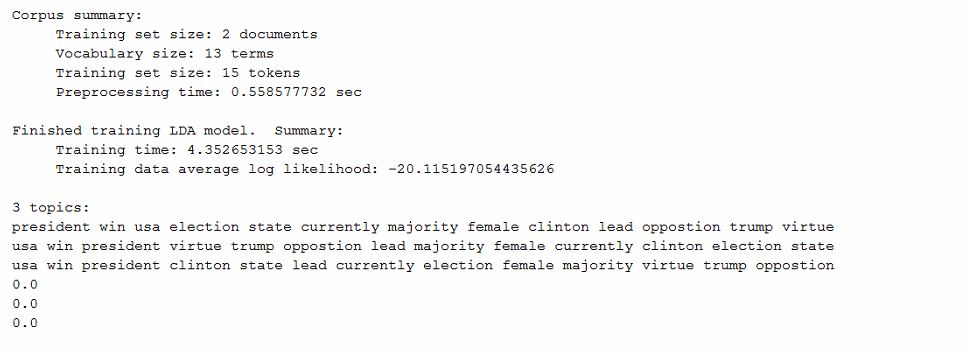 Corpus summary:
Training set size: 2 documents
Vocabulary size: 13 terms
Training set size: 15 tokens
Preprocessing time: 0.558577732 sec
Finished training LDA model.  Summary:
Training time: 4.352653153 sec
Training data average log likelihood: -20.115197054435626
3 topics:
president win usa election state currently majority female clinton lead oppostion trump virtue
usa win president virtue trump oppostion lead majority female currently clinton election state
usa win president clinton state lead currently election female majority virtue trump oppostion
0.0
0.0
0.0